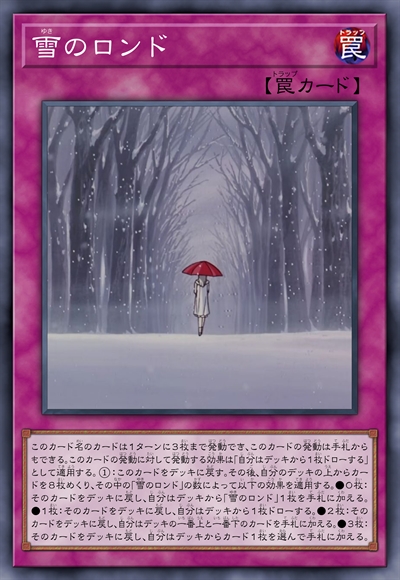 雪のロンド
ゆき
罠
トラップ
【罠カード】
トラップ
このカード名のカードは1ターンに3枚まで発動でき、このカードの発動は手札から
もできる。このカードの発動に対して発動する効果は「自分はデッキから1枚ドローする」
として適用する。①：このカードをデッキに戻す。その後、自分のデッキの上からカー
ドを8枚めくり、その中の「雪のロンド」の数によって以下の効果を適用する。●0枚：
そのカードをデッキに戻し、自分はデッキから「雪のロンド」1枚を手札に加える。
●1枚：そのカードをデッキに戻し、自分はデッキから1枚ドローする。●2枚：そのカ
ードをデッキに戻し、自分はデッキの一番上と一番下のカードを手札に加える。●3枚：
そのカードをデッキに戻し、自分はデッキからカード1枚を選んで手札に加える。